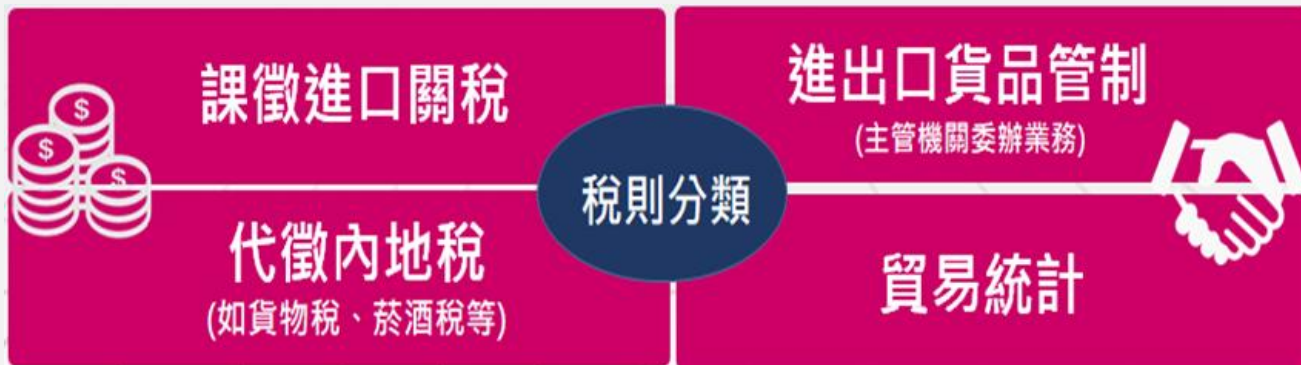 課徵進口關稅
進出口貨品管制
(主管機關委辦業務)
稅則分類
代徵內地稅
(如貨物稅、菸酒稅等)
貿易統計
$
$
$